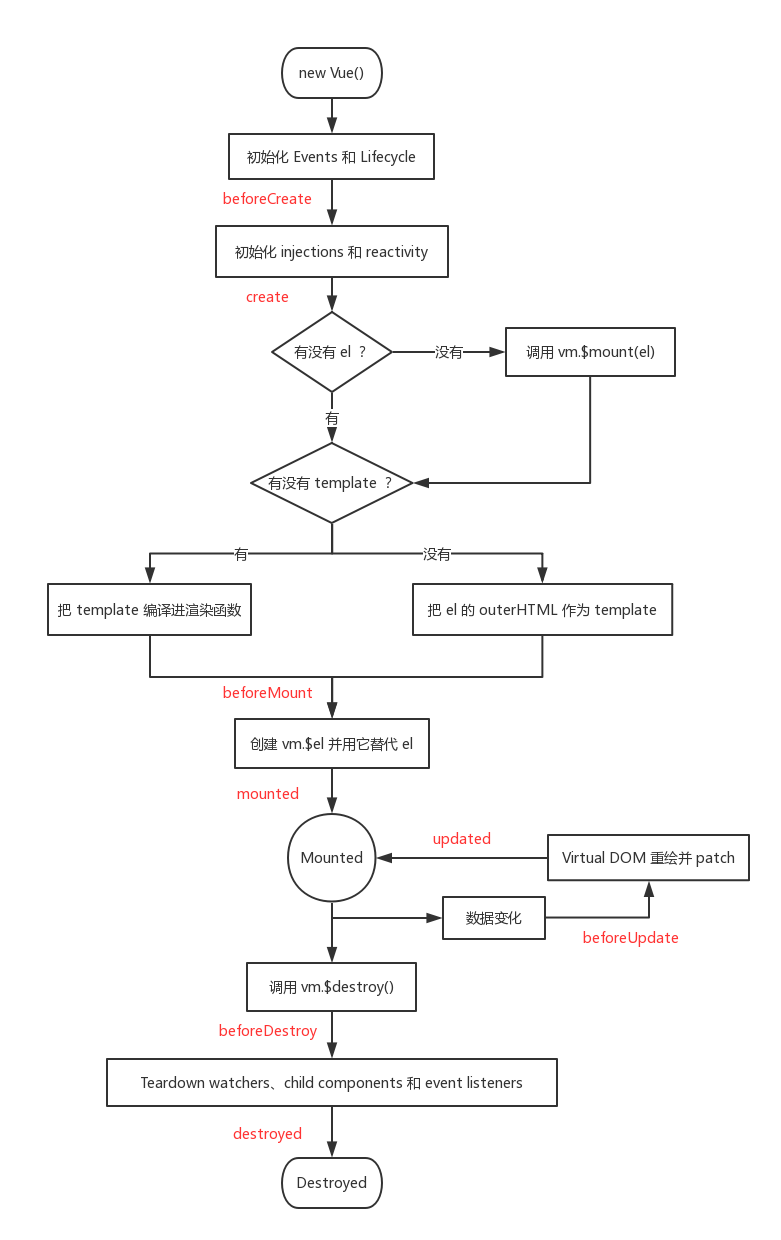 new Vue()
初始化 Events 和 Lifecycle
beforeCreate
初始化 injections 和 reactivity
create
有没有 el ？
没有
调用 vm.$mount(el)
有
有没有 template ？
有
没有
把 template 编译进渲染函数
把 el 的 outerHTML 作为 template
beforeMount
创建 vm.$el 并用它替代 el
mounted
Mounted
updated
Virtual DOM 重绘并 patch
数据变化
beforeUpdate
调用 vm.$destroy()
beforeDestroy
Teardown watchers、child components 和 event listeners
destroyed
Destroyed